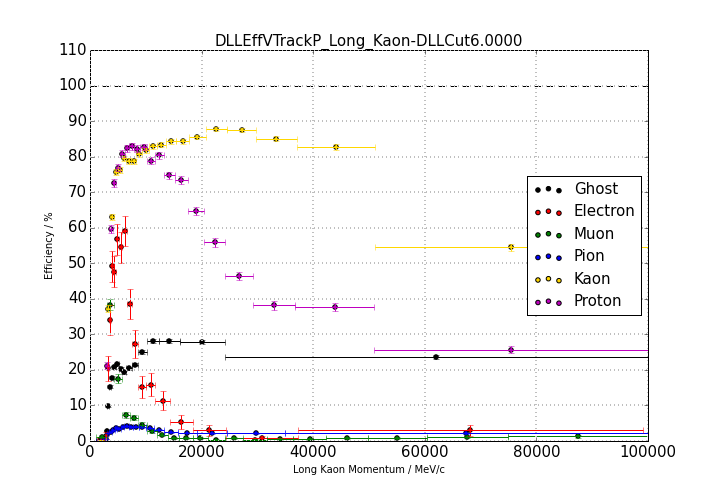 DLLEffVTrackP_Long_Kaon-DLLCut6.0000
110
100
90
80
70
60
50
40
30
20
10
0
Efficiency / %
Ghost
Electron
Muon
Pion
Kaon
Proton
0 20000 40000 60000 80000 100000
Long Kaon Momentum / MeV/c